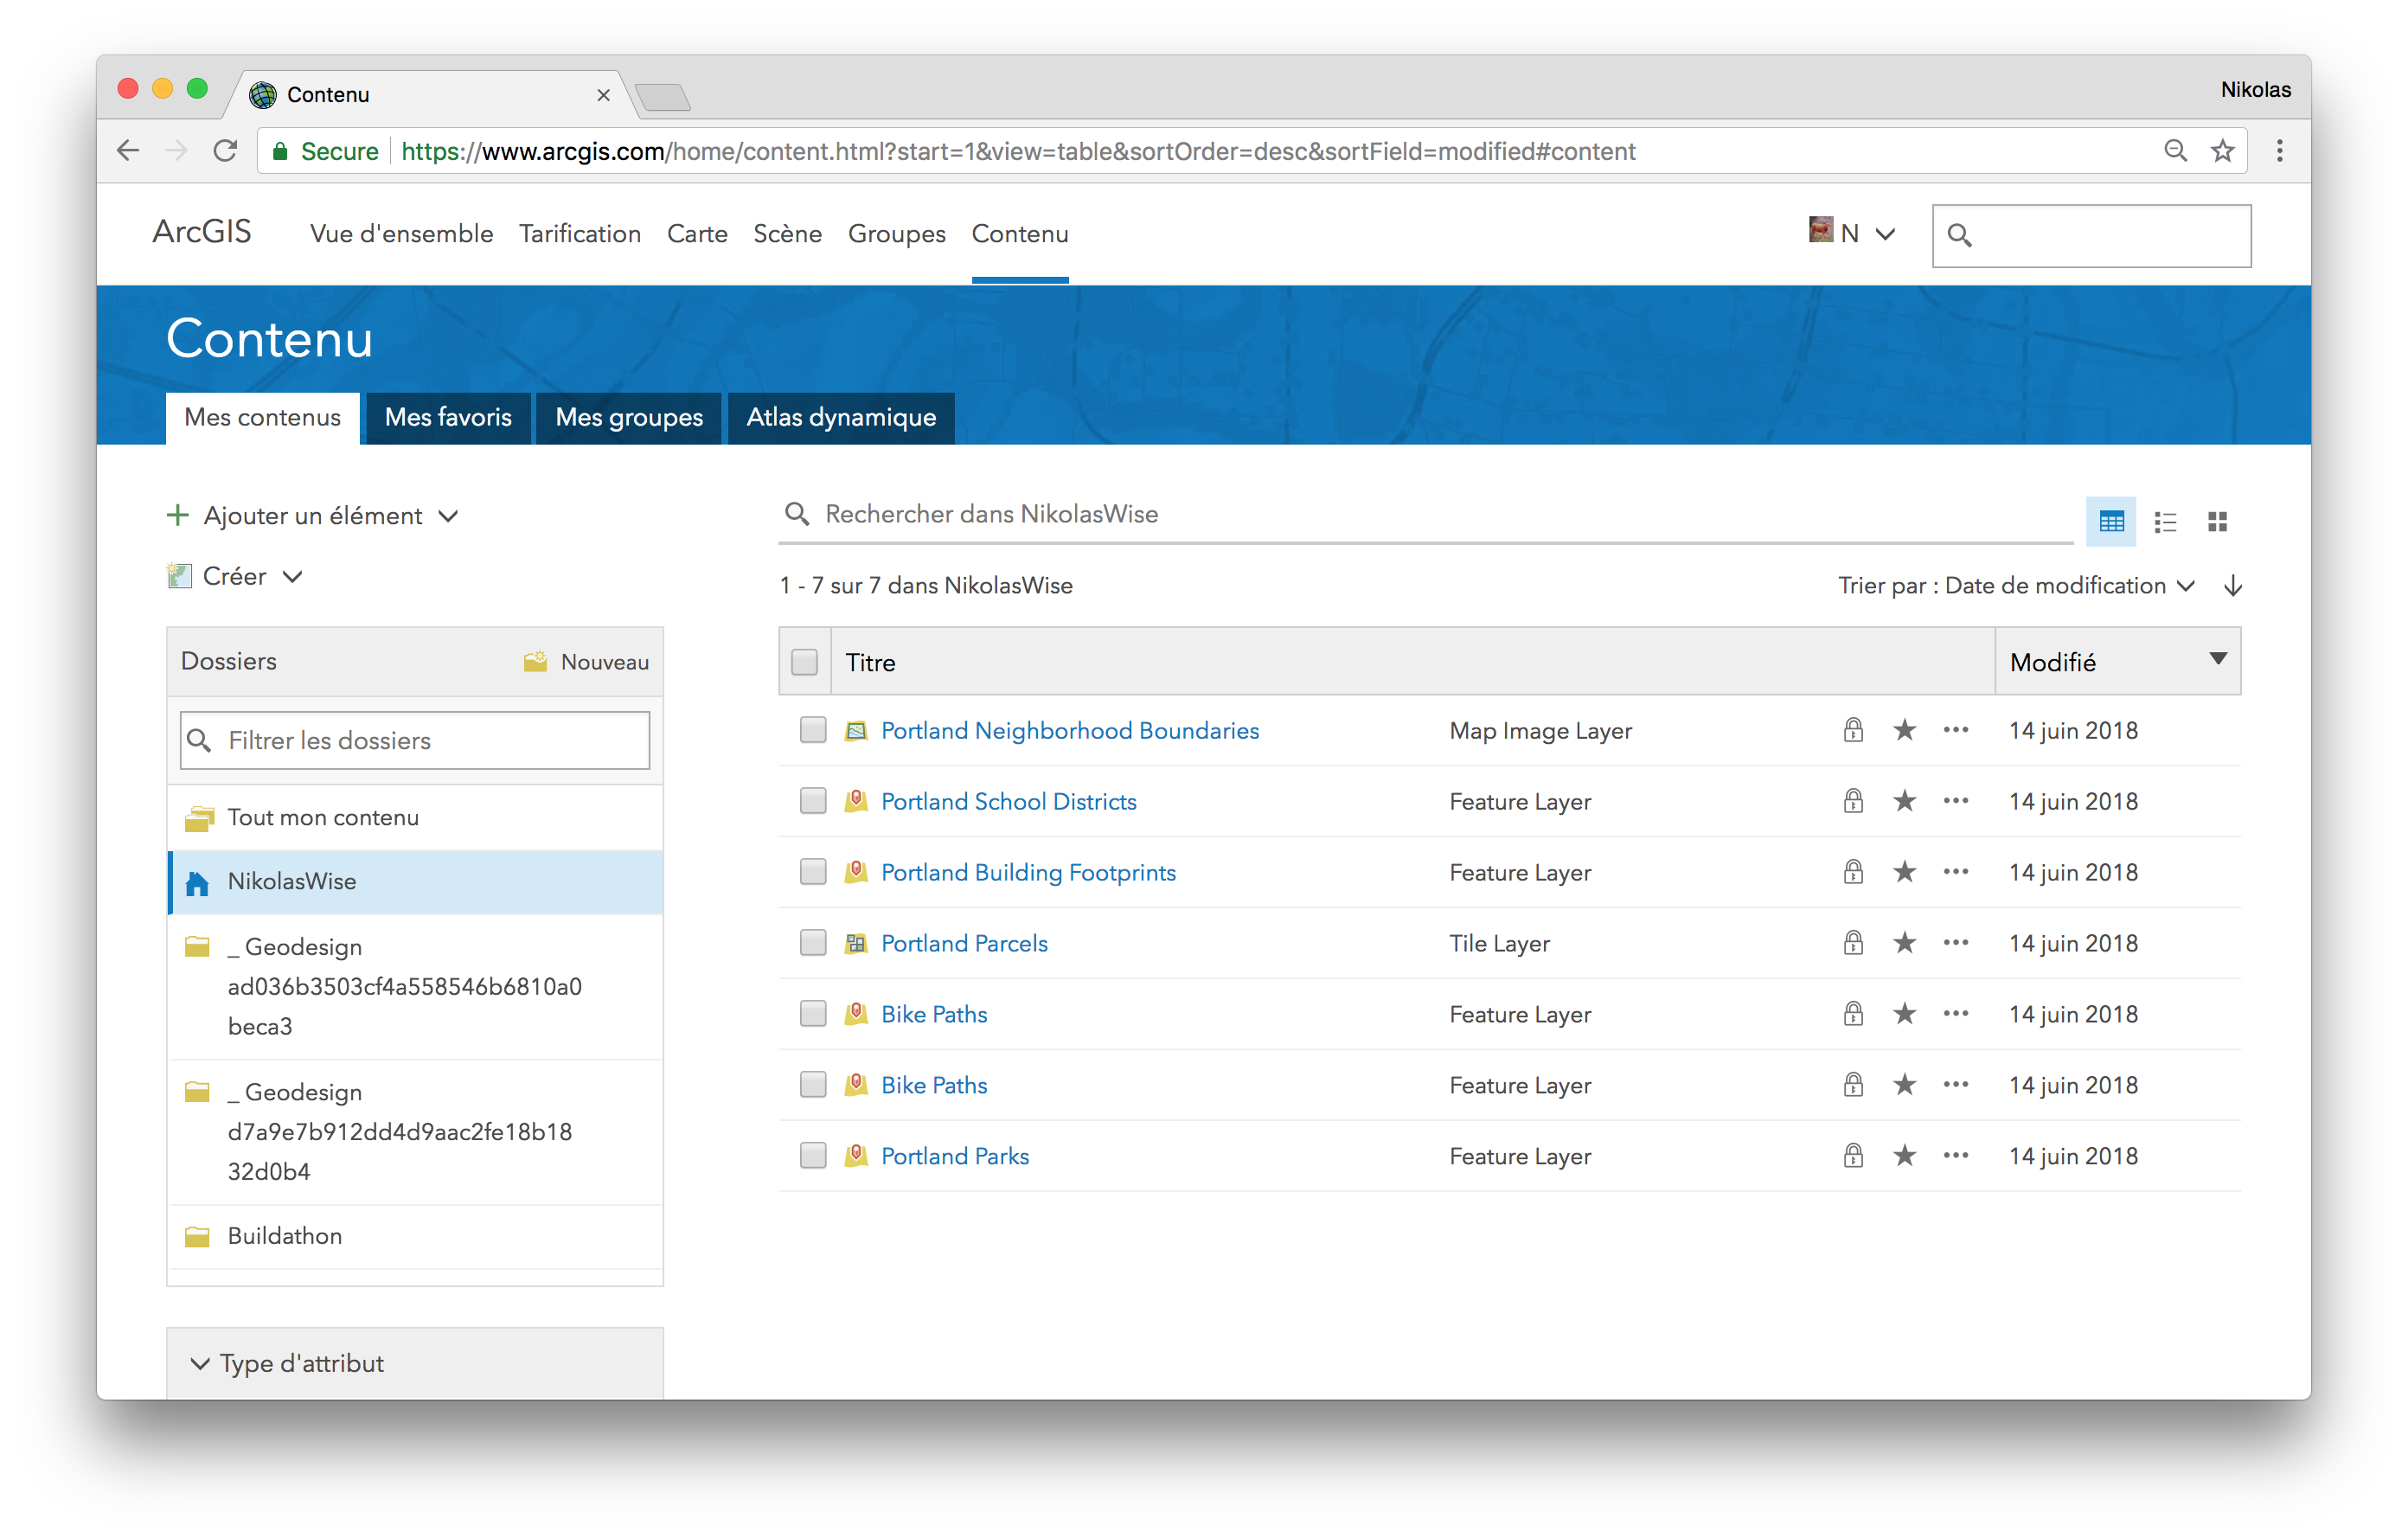 Contenu
Nikolas
Secure https://www.arcgis.com/home/content.html?start=1&view=table&sortOrder=desc&sortField=modified#content
ArcGIS Vue d'ensemble Tarification Carte Scène Groupes Contenu N
Contenu
Mes contenus Mes favoris Mes groupes Atlas dynamique
Ajouter un élément
Créer
Dossiers Nouveau
Filtrer les dossiers
Tout mon contenu
NikolasWise
_ Geodesign
ad036b3503cf4a558546b6810a0
beca3
_ Geodesign
d7a9e7b912dd4d9aac2fe18b18
32d0b4
Buildathon
Type d'attribut
Rechercher dans NikolasWise
1 - 7 sur 7 dans NikolasWise Trier par : Date de modification
Titre Modifié
Portland Neighborhood Boundaries Map Image Layer 14 juin 2018
Portland School Districts Feature Layer 14 juin 2018
Portland Building Footprints Feature Layer 14 juin 2018
Portland Parcels Tile Layer 14 juin 2018
Bike Paths Feature Layer 14 juin 2018
Bike Paths Feature Layer 14 juin 2018
Portland Parks Feature Layer 14 juin 2018